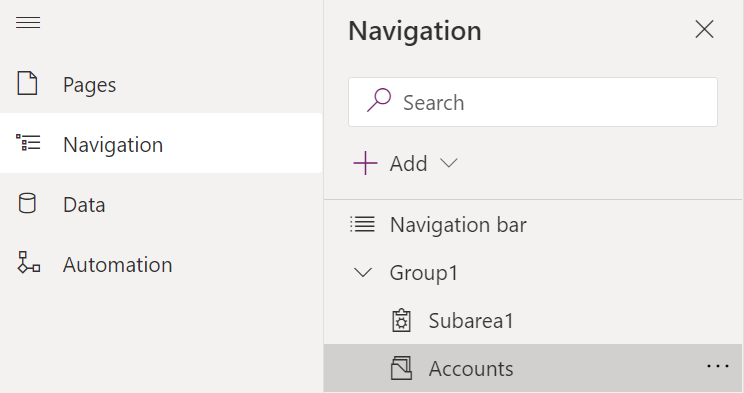 Pages
Navigation
Data
Automation
Navigation
Search
Add
Navigation bar
Group1
Subarea1
Accounts